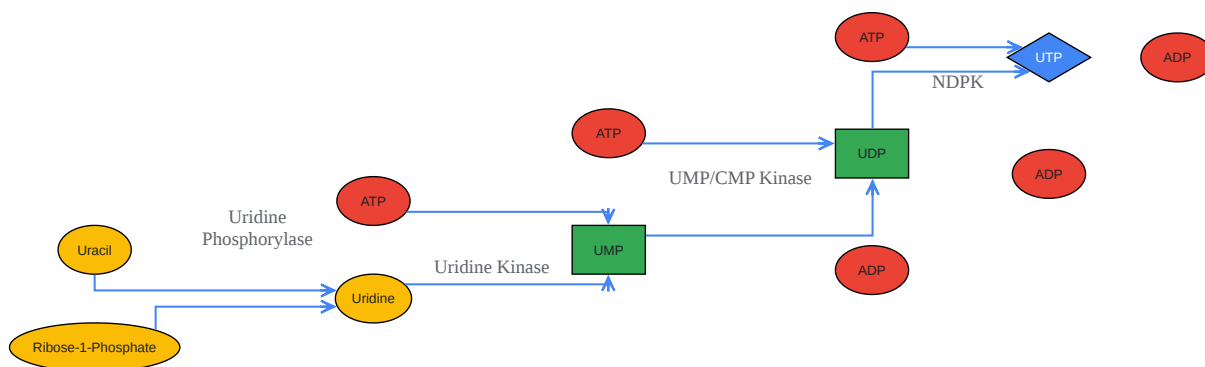 ATP
UTP
ADP
NDPK
ATP
UDP
UMP/CMP Kinase
ADP
ATP
Uridine
Phosphorylase
Uracil
UMP
Uridine Kinase
ADP
Uridine
Ribose-1-Phosphate